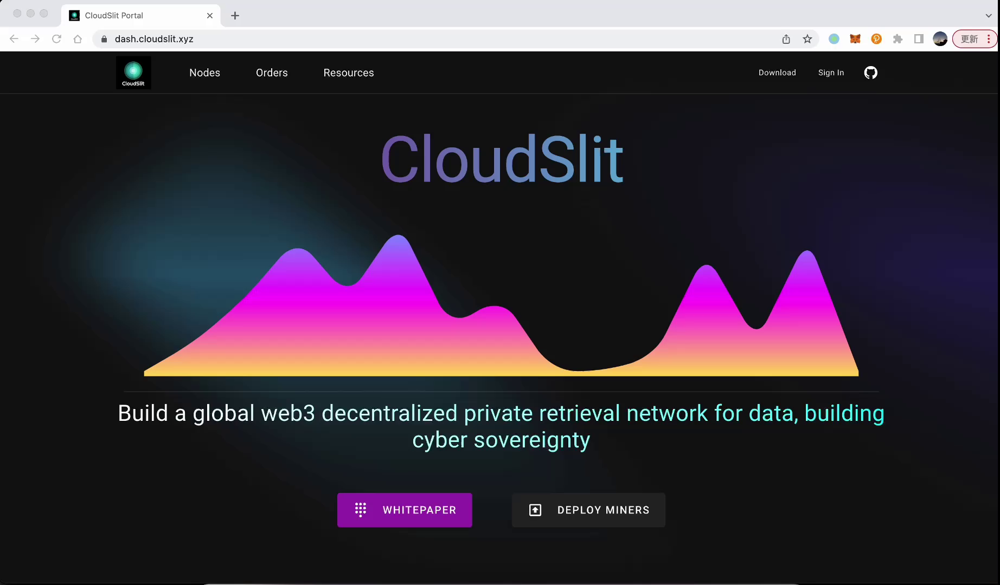 CloudSlit Portal
dash.cloudslit.xyz
更新
CloudSlit
Nodes
Orders
Resources
Download
Sign In
CloudSlit
Build a global web3 decentralized private retrieval network for data, building
cyber sovereignty
WHITEPAPER
DEPLOY MINERS